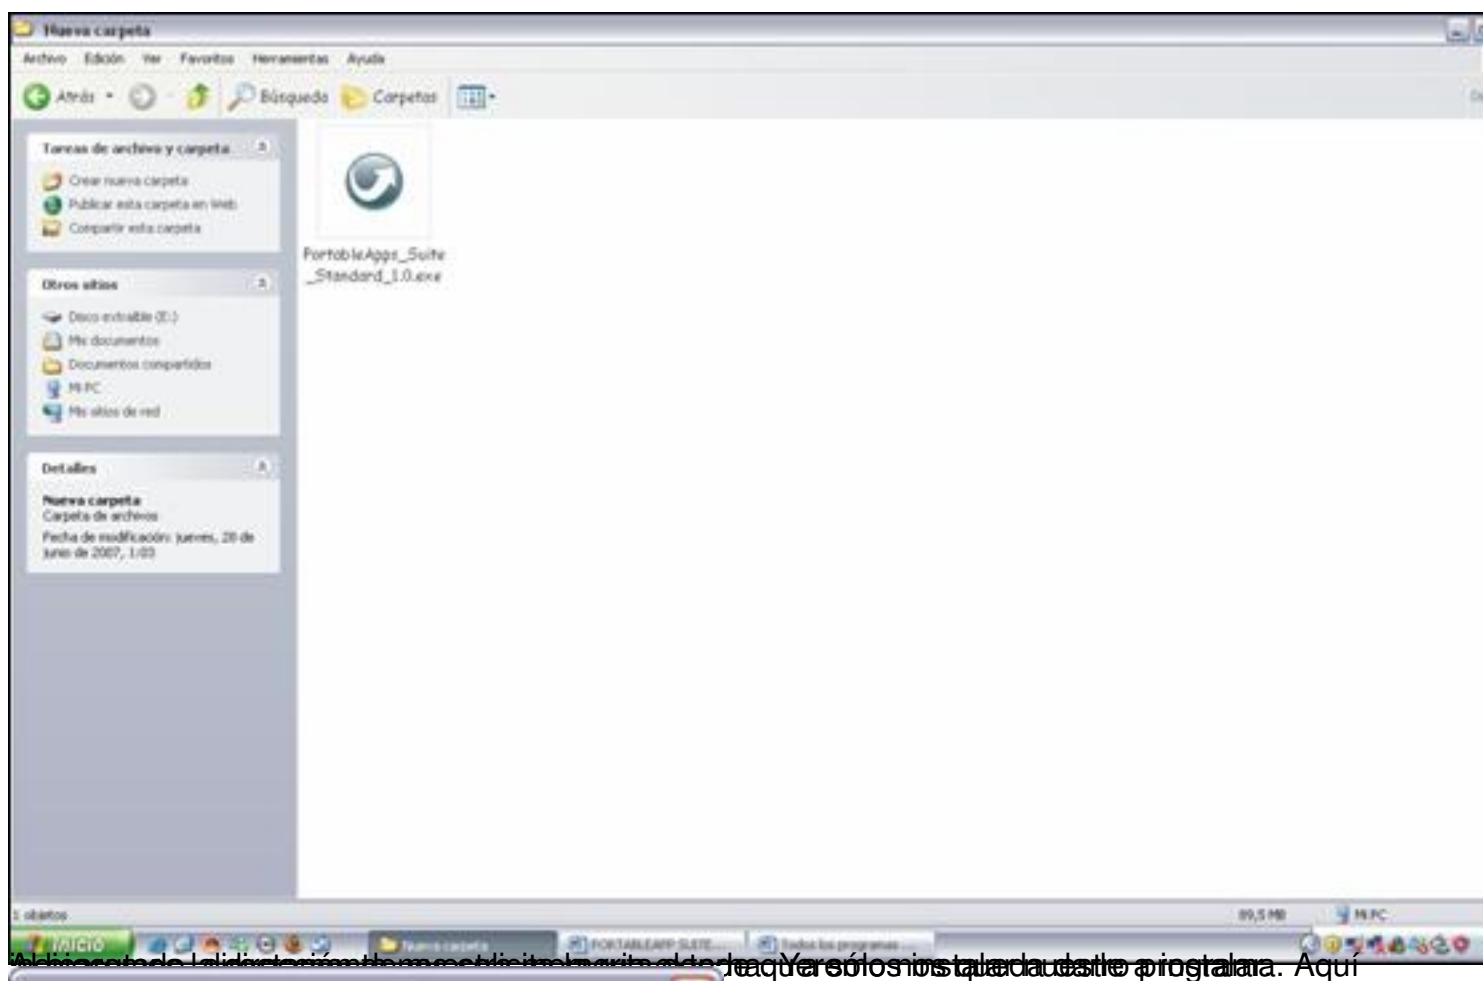 Nueva carpeta
Archivo Edición Ver Favoritos Herramientas Ayuda
Atrás Búsqueda Carpetas
Tareas de archivo y carpeta
Crear nueva carpeta
Publicar esta carpeta en Web
Compartir esta carpeta
Otros sitios
Disco extraíble (E:)
Mis documentos
Documentos compartidos
Mi PC
Mis sitios de red
Detalles
Nueva carpeta
Carpeta de archivos
Fecha de modificación: jueves, 28 de
junio de 2007, 1:03
PortableApps_Suite
_Standard_1.0.exe
1 objetos
89,5 MB
Mi PC
Inicio
Nueva carpeta
PORTABLEAPP SUITE...
Todos los programas ...
Aquí